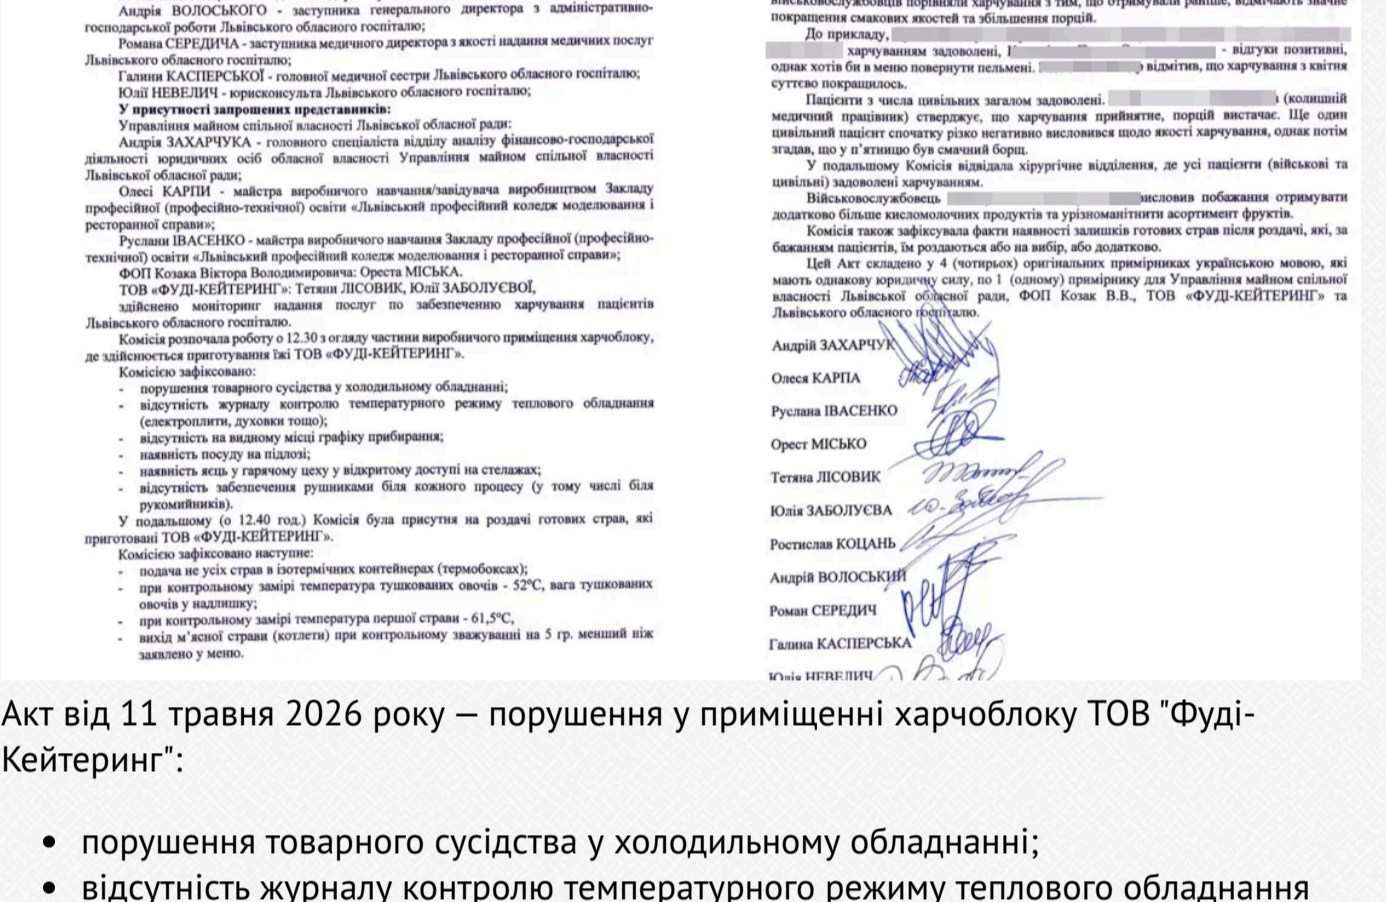 Андрія ВОЛОСЬКОГО - заступника генерального директора з адміністративно-
господарської роботи Львівського обласного госпіталю;
Романа СЕРЕДИЧА - заступника медичного директора з якості надання медичних послуг
Львівського обласного госпіталю;
Галини КАСПЕРСЬКОЇ - головної медичної сестри Львівського обласного госпіталю;
Юлії НЕВЕЛИЧ - юрисконсульта Львівського обласного госпіталю;
У присутності запрошених представників:
Управління майном спільної власності Львівської обласної ради:
Андрія ЗАХАРЧУКА - головного спеціаліста відділу аналізу фінансово-господарської
діяльності юридичних осіб обласної власності Управління майном спільної власності
Львівської обласної ради;
Олесі КАРПИ - майстра виробничого навчання/завідувача виробництвом Закладу
професійної (професійно-технічної) освіти «Львівський професійний коледж моделювання і
ресторанної справи»;
Руслани ІВАСЕНКО - майстра виробничого навчання Закладу професійної (професійно-
технічної) освіти «Львівський професійний коледж моделювання і ресторанної справи»;
ФОП Козака Віктора Володимировича: Ореста МІСЬКА.
ТОВ «ФУДІ-КЕЙТЕРИНГ»: Тетяни ЛІСОВИК, Юлії ЗАБОЛУЄВОЇ,
здійснено моніторинг надання послуг по забезпеченню харчування пацієнтів
Львівського обласного госпіталю.
Комісія розпочала роботу о 12.30 з огляду частини виробничого приміщення харчоблоку,
де здійснюється приготування їжі ТОВ «ФУДІ-КЕЙТЕРИНГ».
Комісією зафіксовано:
- порушення товарного сусідства у холодильному обладнанні;
- відсутність журналу контролю температурного режиму теплового обладнання
(електроплити, духовки тощо);
- відсутність на видному місці графіку прибирання;
- наявність посуду на підлозі;
- наявність яєць у гарячому цеху у відкритому доступі на стелажах;
- відсутність забезпечення рушниками біля кожного процесу (у тому числі біля
рукомийників).
У подальшому (о 12.40 год.) Комісія була присутня на роздачі готових страв, які
приготовані ТОВ «ФУДІ-КЕЙТЕРИНГ».
Комісією зафіксовано наступне:
- подача не усіх страв в ізотермічних контейнерах (термобоксах);
- при контрольному замірі температура тушкованих овочів - 52°С, вага тушкованих
овочів у надлишку;
- при контрольному замірі температура першої страви - 61,5°С,
- вихід м'ясної страви (котлети) при контрольному зважуванні на 5 гр. менший ніж
заявлено у меню.
військовослужбовців порівняли харчування з тим, що отримували раніше, відмічають значне
покращення смакових якостей та збільшення порцій.
До прикладу,
харчуванням задоволені, - відгуки позитивні,
однак хотів би в меню повернути пельмені. відмітив, що харчування з квітня
суттєво покращилось.
Пацієнти з числа цивільних загалом задоволені. (колишній
медичний працівник) стверджує, що харчування прийнятне, порцій вистачає. Ще один
цивільний пацієнт спочатку різко негативно висловився щодо якості харчування, однак потім
згадав, що у п'ятницю був смачний борщ.
У подальшому Комісія відвідала хірургічне відділення, де усі пацієнти (військові та
цивільні) задоволені харчуванням.
Військовослужбовець висловив побажання отримувати
додатково більше кисломолочних продуктів та урізноманітнити асортимент фруктів.
Комісія також зафіксувала факти наявності залишків готових страв після роздачі, які, за
бажанням пацієнтів, їм роздаються або на вибір, або додатково.
Цей Акт складено у 4 (чотирьох) оригінальних примірниках українською мовою, які
мають однакову юридичну силу, по 1 (одному) примірнику для Управління майном спільної
власності Львівської обласної ради, ФОП Козак В.В., ТОВ «ФУДІ-КЕЙТЕРИНГ» та
Львівського обласного госпіталю.
Андрій ЗАХАРЧУК
Олеся КАРПА
Руслана ІВАСЕНКО
Орест МІСЬКО
Тетяна ЛІСОВИК
Юлія ЗАБОЛУЄВА
Ростислав КОЦАНЬ
Андрій ВОЛОСЬКИЙ
Роман СЕРЕДИЧ
Галина КАСПЕРСЬКА
Юлія НЕВЕЛИЧ
Акт від 11 травня 2026 року — порушення у приміщенні харчоблоку ТОВ "Фуді-
Кейтеринг":
• порушення товарного сусідства у холодильному обладнанні;
• відсутність журналу контролю температурного режиму теплового обладнання